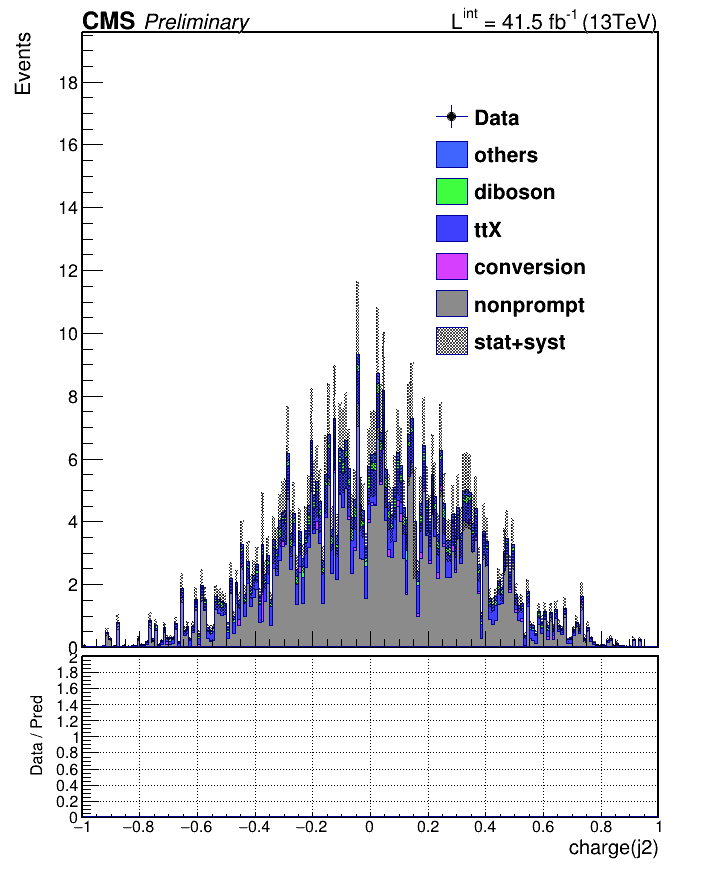 CMS Preliminary L^int = 41.5 fb^-1 (13TeV)
Events
18
16
14
12
10
8
6
4
2
0
Data
others
diboson
ttX
conversion
nonprompt
stat+syst
Data / Pred
2
1.8
1.6
1.4
1.2
1
0.8
0.6
0.4
0.2
0
−1 −0.8 −0.6 −0.4 −0.2 0 0.2 0.4 0.6 0.8 1
charge(j2)